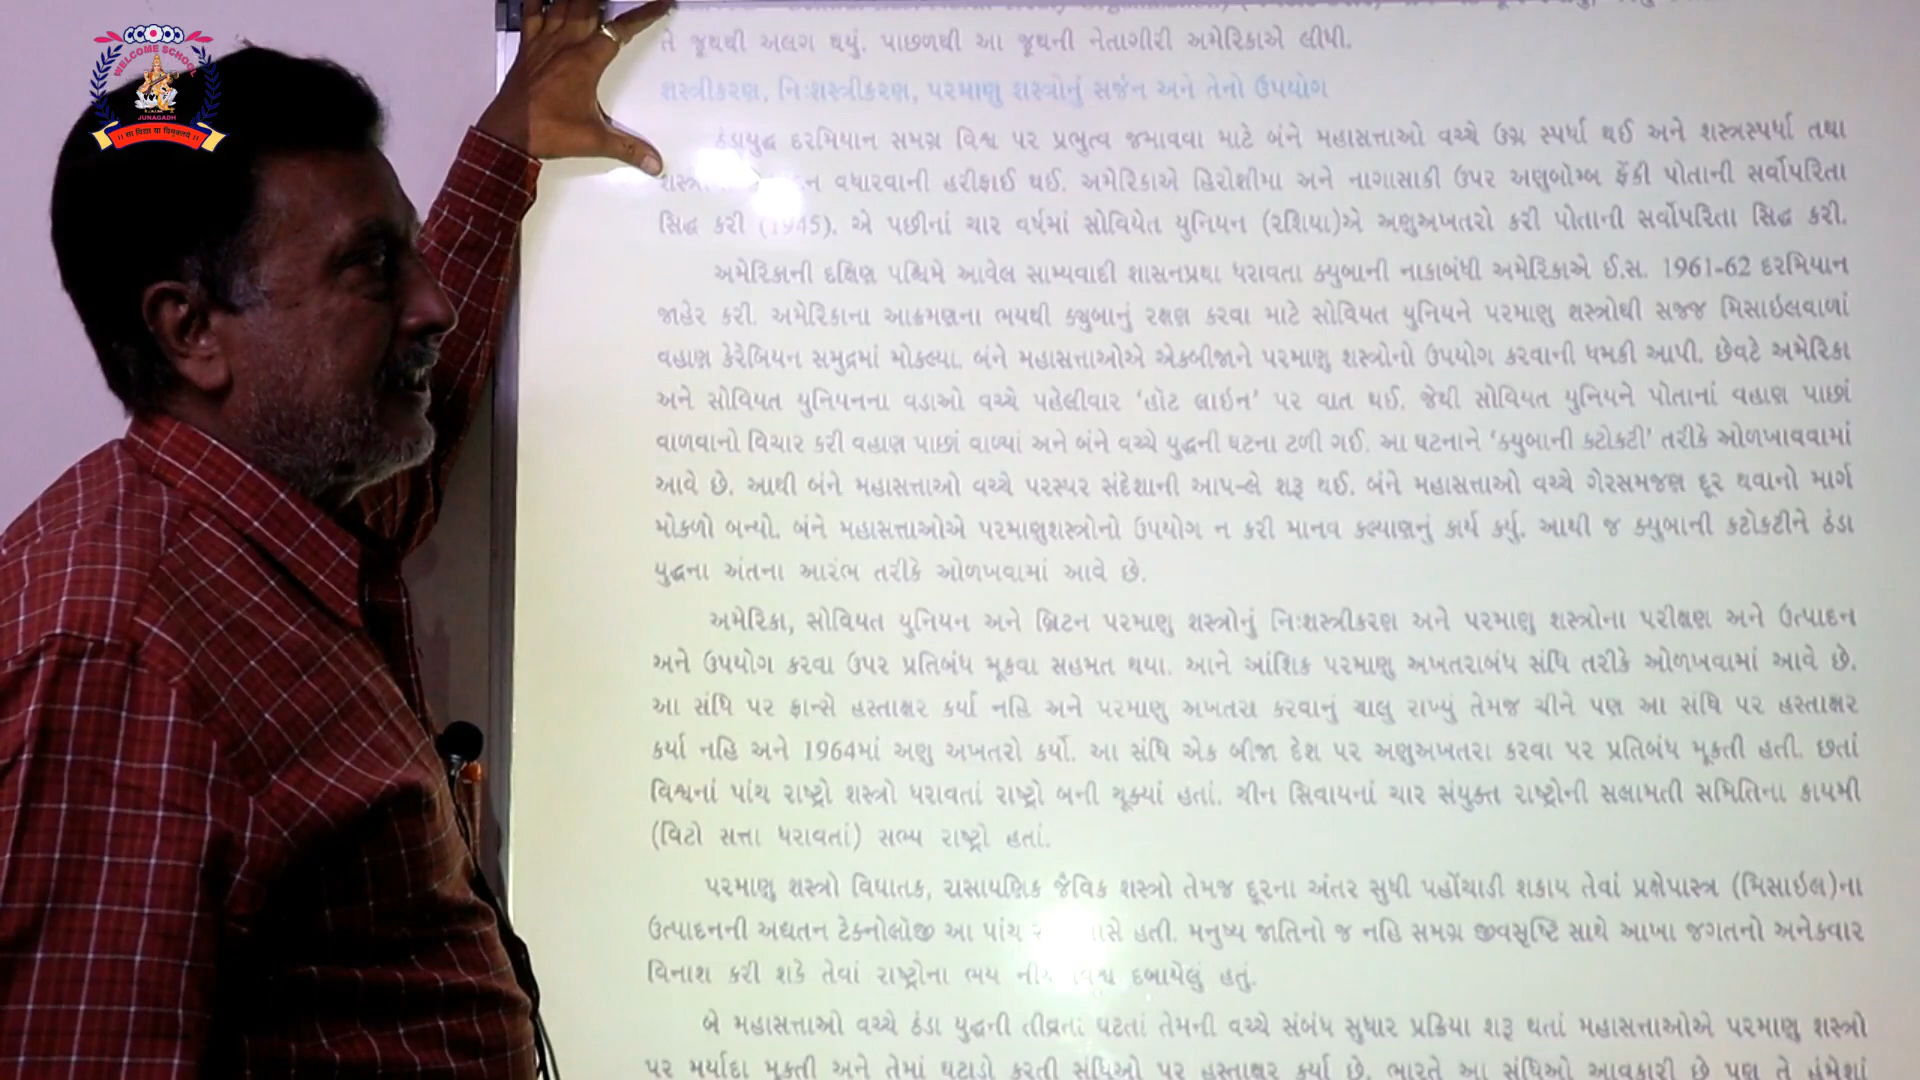 WELCOME SCHOOL
JUNAGADH
।। सा विद्या या विमुक्तये ।।
તે જૂથથી અલગ થયું. પાછળથી આ જૂથની નેતાગીરી અમેરિકાએ લીધી.
શસ્ત્રીકરણ, નિઃશસ્ત્રીકરણ, પરમાણુ શસ્ત્રોનું સર્જન અને તેનો ઉપયોગ
ઠંડાયુદ્ધ દરમિયાન સમગ્ર વિશ્વ પર પ્રભુત્વ જમાવવા માટે બંને મહાસત્તાઓ વચ્ચે ઉગ્ર સ્પર્ધા થઈ અને શસ્ત્રસ્પર્ધા તથા
વધારવાની હરીફાઈ થઈ. અમેરિકાએ હિરોશીમા અને નાગાસાકી ઉપર અણુબૉમ્બ ફેંકી પોતાની સર્વોપરિતા
સિદ્ધ કરી (1945). એ પછીનાં ચાર વર્ષમાં સોવિયેત યુનિયન (રશિયા)એ અણુઅખતરો કરી પોતાની સર્વોપરિતા સિદ્ધ કરી.
અમેરિકાની દક્ષિણ પશ્ચિમે આવેલ સામ્યવાદી શાસનપ્રથા ધરાવતા ક્યુબાની નાકાબંધી અમેરિકાએ ઈ.સ. 1961-62 દરમિયાન
જાહેર કરી. અમેરિકાના આક્રમણના ભયથી ક્યુબાનું રક્ષણ કરવા માટે સોવિયત યુનિયને પરમાણુ શસ્ત્રોથી સજ્જ મિસાઇલવાળાં
વહાણ કેરેબિયન સમુદ્રમાં મોકલ્યા. બંને મહાસત્તાઓએ એકબીજાને પરમાણુ શસ્ત્રોનો ઉપયોગ કરવાની ધમકી આપી. છેવટે અમેરિકા
અને સોવિયત યુનિયનના વડાઓ વચ્ચે પહેલીવાર ‘હૉટ લાઇન’ પર વાત થઈ. જેથી સોવિયત યુનિયને પોતાનાં વહાણ પાછાં
વાળવાનો વિચાર કરી વહાણ પાછાં વાળ્યાં અને બંને વચ્ચે યુદ્ધની ઘટના ટળી ગઈ. આ ઘટનાને ‘ક્યુબાની કટોકટી’ તરીકે ઓળખાવવામાં
આવે છે. આથી બંને મહાસત્તાઓ વચ્ચે પરસ્પર સંદેશાની આપ-લે શરૂ થઈ. બંને મહાસત્તાઓ વચ્ચે ગેરસમજણ દૂર થવાનો માર્ગ
મોકળો બન્યો. બંને મહાસત્તાઓએ પરમાણુશસ્ત્રોનો ઉપયોગ ન કરી માનવ કલ્યાણનું કાર્ય કર્યું. આથી જ ક્યુબાની કટોકટીને ઠંડા
યુદ્ધના અંતના આરંભ તરીકે ઓળખવામાં આવે છે.
અમેરિકા, સોવિયત યુનિયન અને બ્રિટન પરમાણુ શસ્ત્રોનું નિઃશસ્ત્રીકરણ અને પરમાણુ શસ્ત્રોના પરીક્ષણ અને ઉત્પાદન
અને ઉપયોગ કરવા ઉપર પ્રતિબંધ મૂકવા સહમત થયા. આને આંશિક પરમાણુ અખતરાબંધ સંધિ તરીકે ઓળખવામાં આવે છે.
આ સંધિ પર ફ્રાન્સે હસ્તાક્ષર કર્યા નહિ અને પરમાણુ અખતરા કરવાનું ચાલુ રાખ્યું તેમજ ચીને પણ આ સંધિ પર હસ્તાક્ષર
કર્યા નહિ અને 1964માં અણુ અખતરો કર્યો. આ સંધિ એક બીજા દેશ પર અણુઅખતરા કરવા પર પ્રતિબંધ મૂકતી હતી. છતાં
વિશ્વનાં પાંચ રાષ્ટ્રો શસ્ત્રો ધરાવતાં રાષ્ટ્રો બની ચૂક્યાં હતાં. ચીન સિવાયનાં ચાર સંયુક્ત રાષ્ટ્રોની સલામતી સમિતિના કાયમી
(વિટો સત્તા ધરાવતાં) સભ્ય રાષ્ટ્રો હતાં.
પરમાણુ શસ્ત્રો વિઘાતક, રાસાયણિક જૈવિક શસ્ત્રો તેમજ દૂરના અંતર સુધી પહોંચાડી શકાય તેવાં પ્રક્ષેપાસ્ત્ર (મિસાઇલ)ના
ઉત્પાદનની અદ્યતન ટેક્નોલૉજી આ પાંચ હતી. મનુષ્ય જાતિનો જ નહિ સમગ્ર જીવસૃષ્ટિ સાથે આખા જગતનો અનેકવાર
વિનાશ કરી શકે તેવાં રાષ્ટ્રોના ભય વિશ્વ દબાયેલું હતું.
બે મહાસત્તાઓ વચ્ચે ઠંડા યુદ્ધની તીવ્રતા ઘટતાં તેમની વચ્ચે સંબંધ સુધાર પ્રક્રિયા શરૂ થતાં મહાસત્તાઓએ પરમાણુ શસ્ત્રો
પર મર્યાદા મૂકતી અને તેમાં ઘટાડો કરતી સંધિઓ પર હસ્તાક્ષર કર્યા છે. ભારતે આ સંધિઓ આવકારી છે પણ તે હંમેશાં